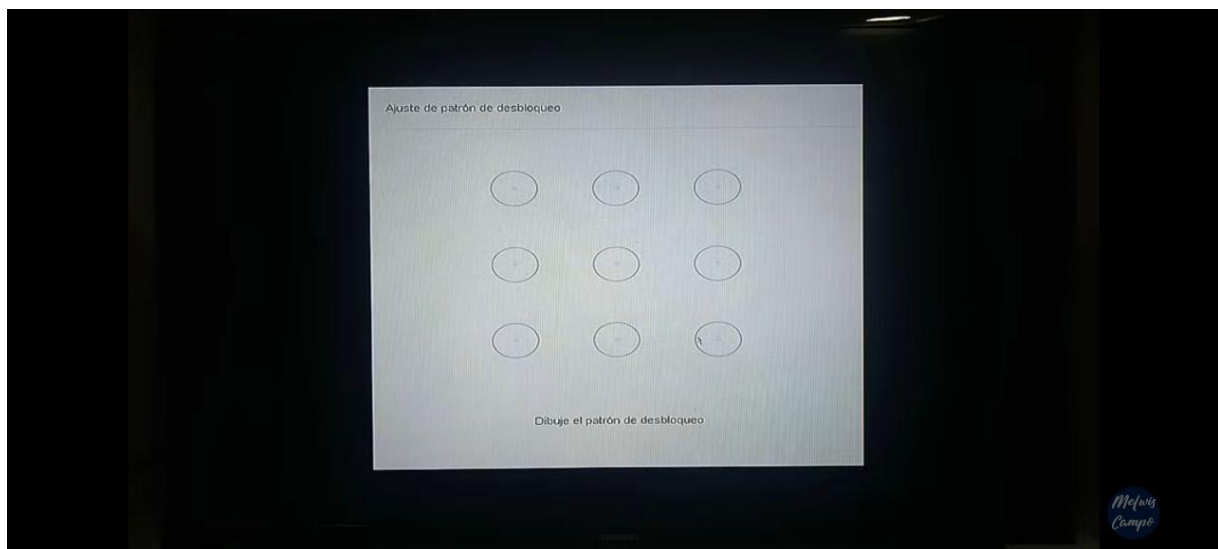 Ajuste de patrón de desbloqueo
Dibuje el patrón de desbloqueo
Melwis
Campo